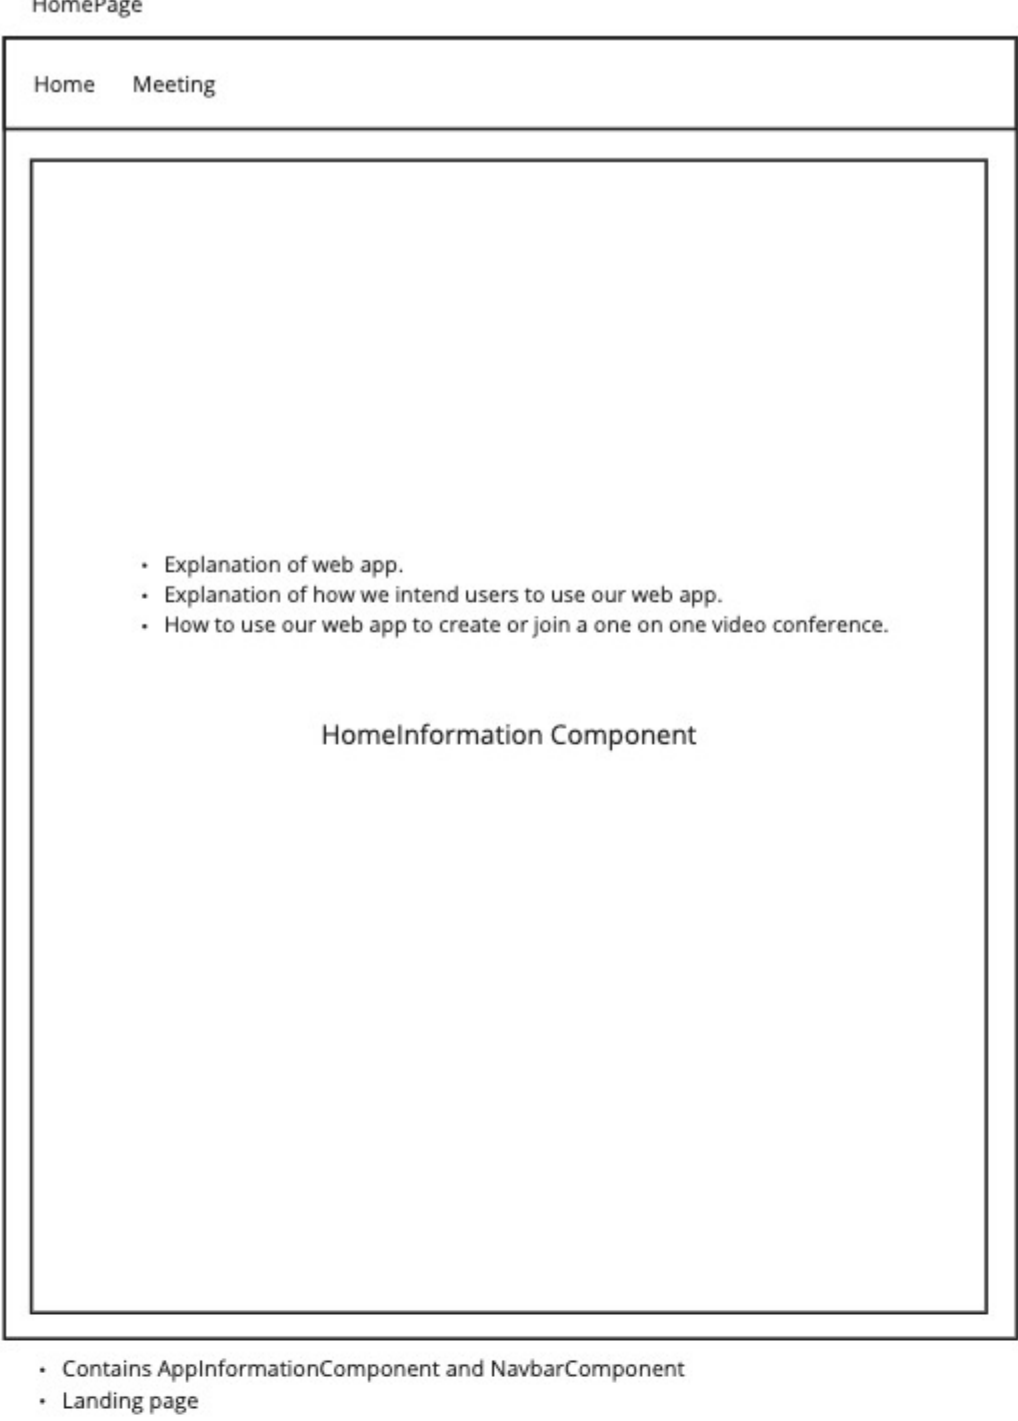 HomePage
Home Meeting
• Explanation of web app.
• Explanation of how we intend users to use our web app.
• How to use our web app to create or join a one on one video conference.
HomeInformation Component
• Contains AppInformationComponent and NavbarComponent
• Landing page